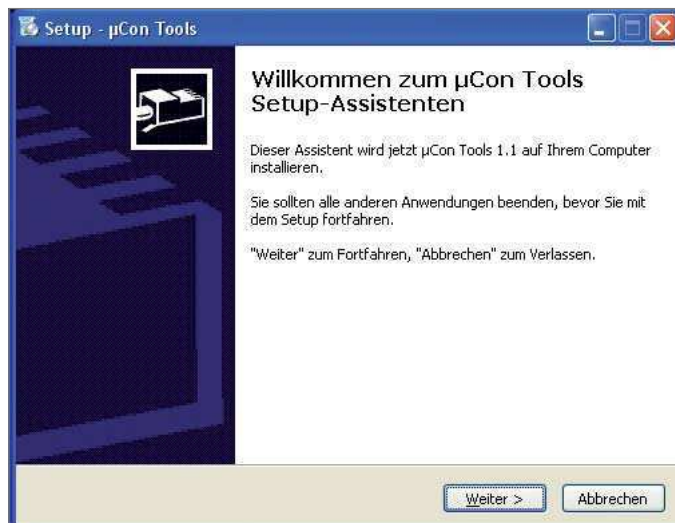 Setup - µCon Tools
Willkommen zum µCon Tools
Setup-Assistenten
Dieser Assistent wird jetzt µCon Tools 1.1 auf Ihrem Computer
installieren.
Sie sollten alle anderen Anwendungen beenden, bevor Sie mit
dem Setup fortfahren.
"Weiter" zum Fortfahren, "Abbrechen" zum Verlassen.
Weiter >
Abbrechen